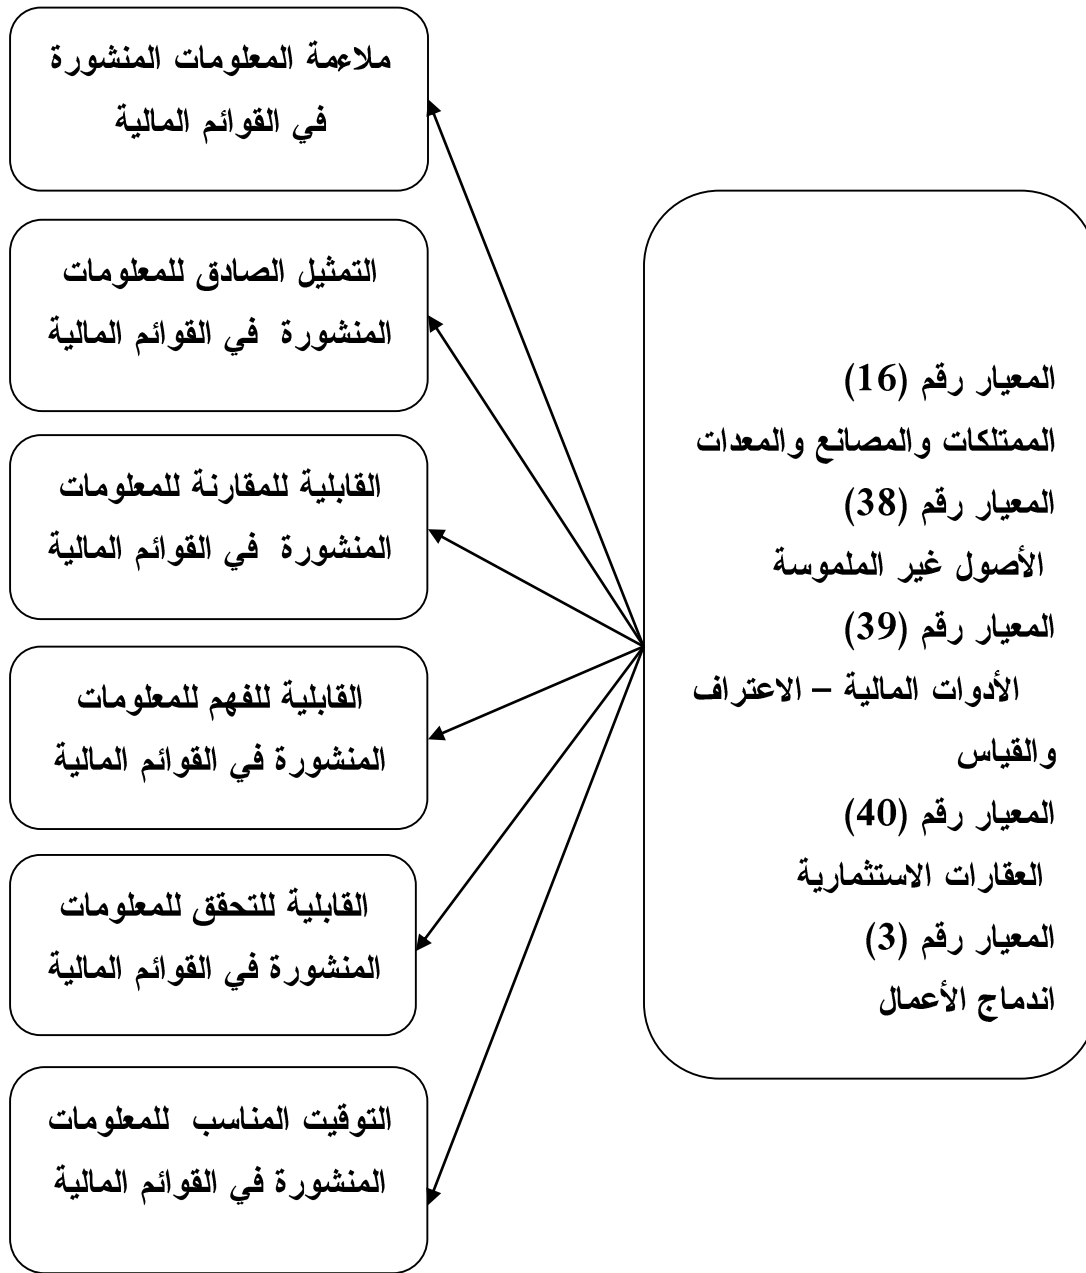 المعيار رقم (16)
الممتلكات والمصانع والمعدات
المعيار رقم (38)
الأصول غير الملموسة
المعيار رقم (39)
الأدوات المالية – الاعتراف
والقياس
المعيار رقم (40)
العقارات الاستثمارية
المعيار رقم (3)
اندماج الأعمال
ملاءمة المعلومات المنشورة
في القوائم المالية
التمثيل الصادق للمعلومات
المنشورة في القوائم المالية
القابلية للمقارنة للمعلومات
المنشورة في القوائم المالية
القابلية للفهم للمعلومات
المنشورة في القوائم المالية
القابلية للتحقق للمعلومات
المنشورة في القوائم المالية
التوقيت المناسب للمعلومات
المنشورة في القوائم المالية